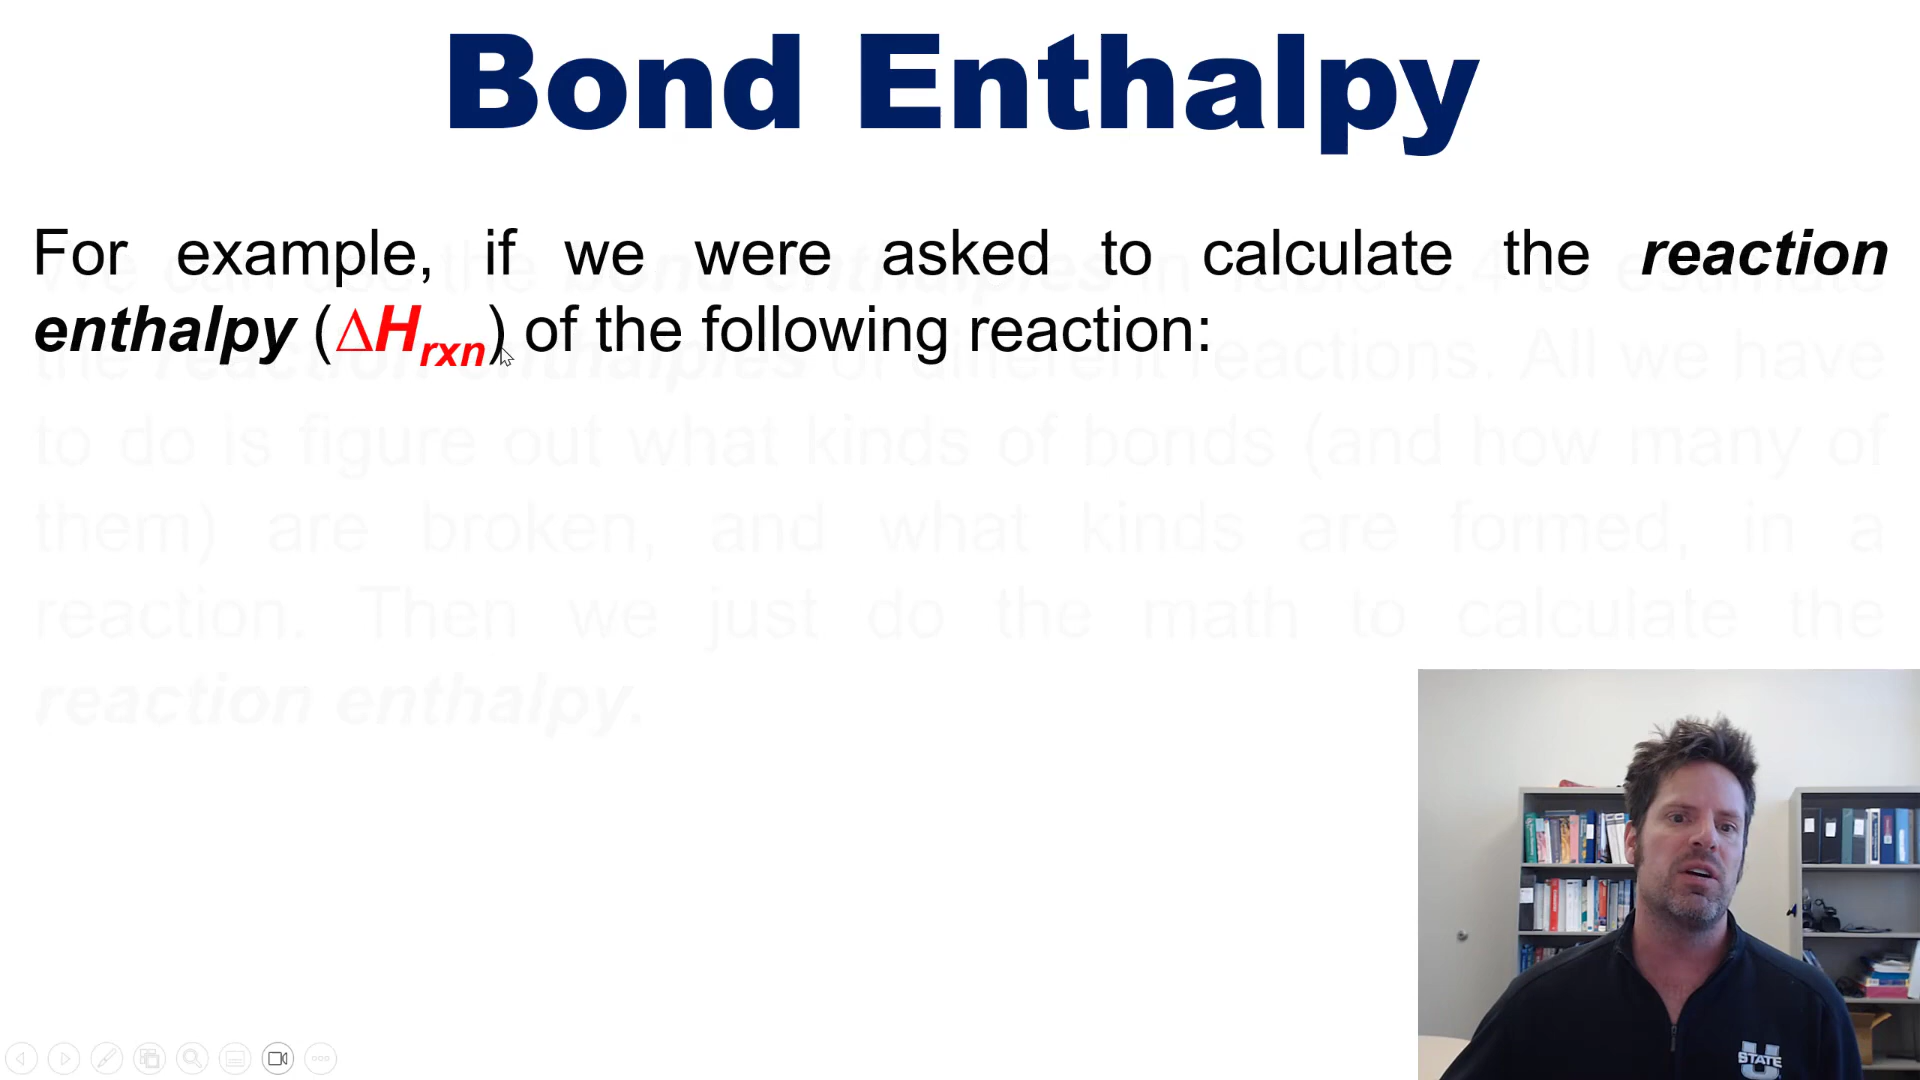 Bond Enthalpy
For example, if we were asked to calculate the reaction
enthalpy (ΔHrxn) of the following reaction:
We can use the bond enthalpies in Table 8.4 to estimate
the reaction enthalpies of different reactions. All we have
to do is figure out what kinds of bonds (and how many of
them) are broken, and what kinds are formed, in a
reaction. Then we just do the math to calculate the
reaction enthalpy.
U
STATE